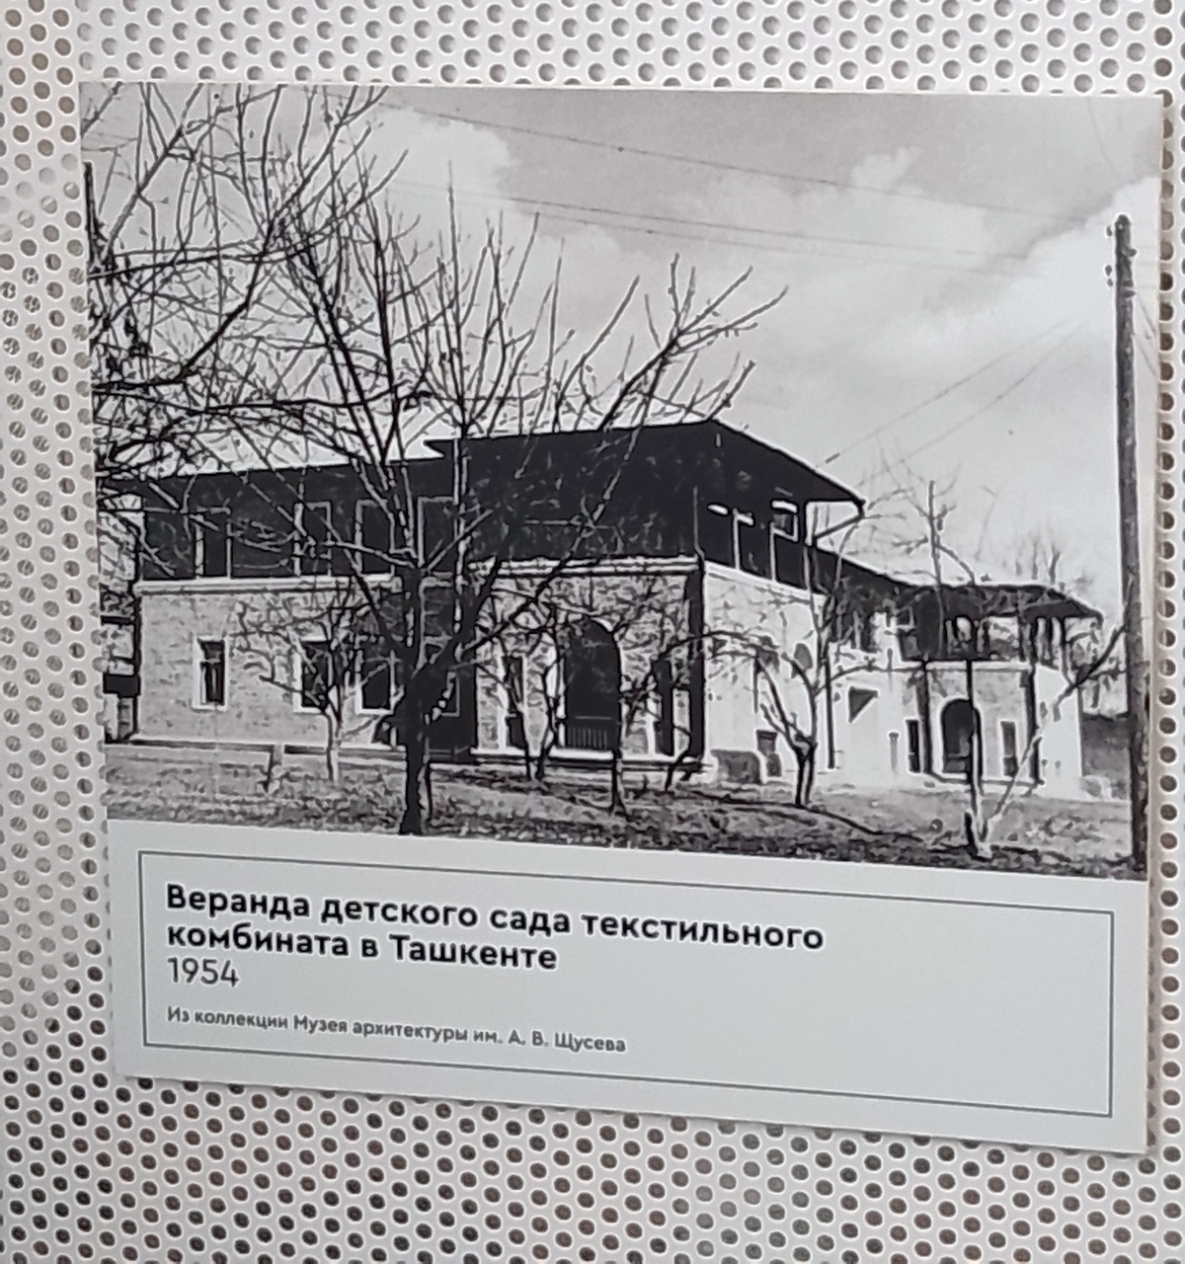 Веранда детского сада текстильного
комбината в Ташкенте
1954
Из коллекции Музея архитектуры им. А. В. Щусева